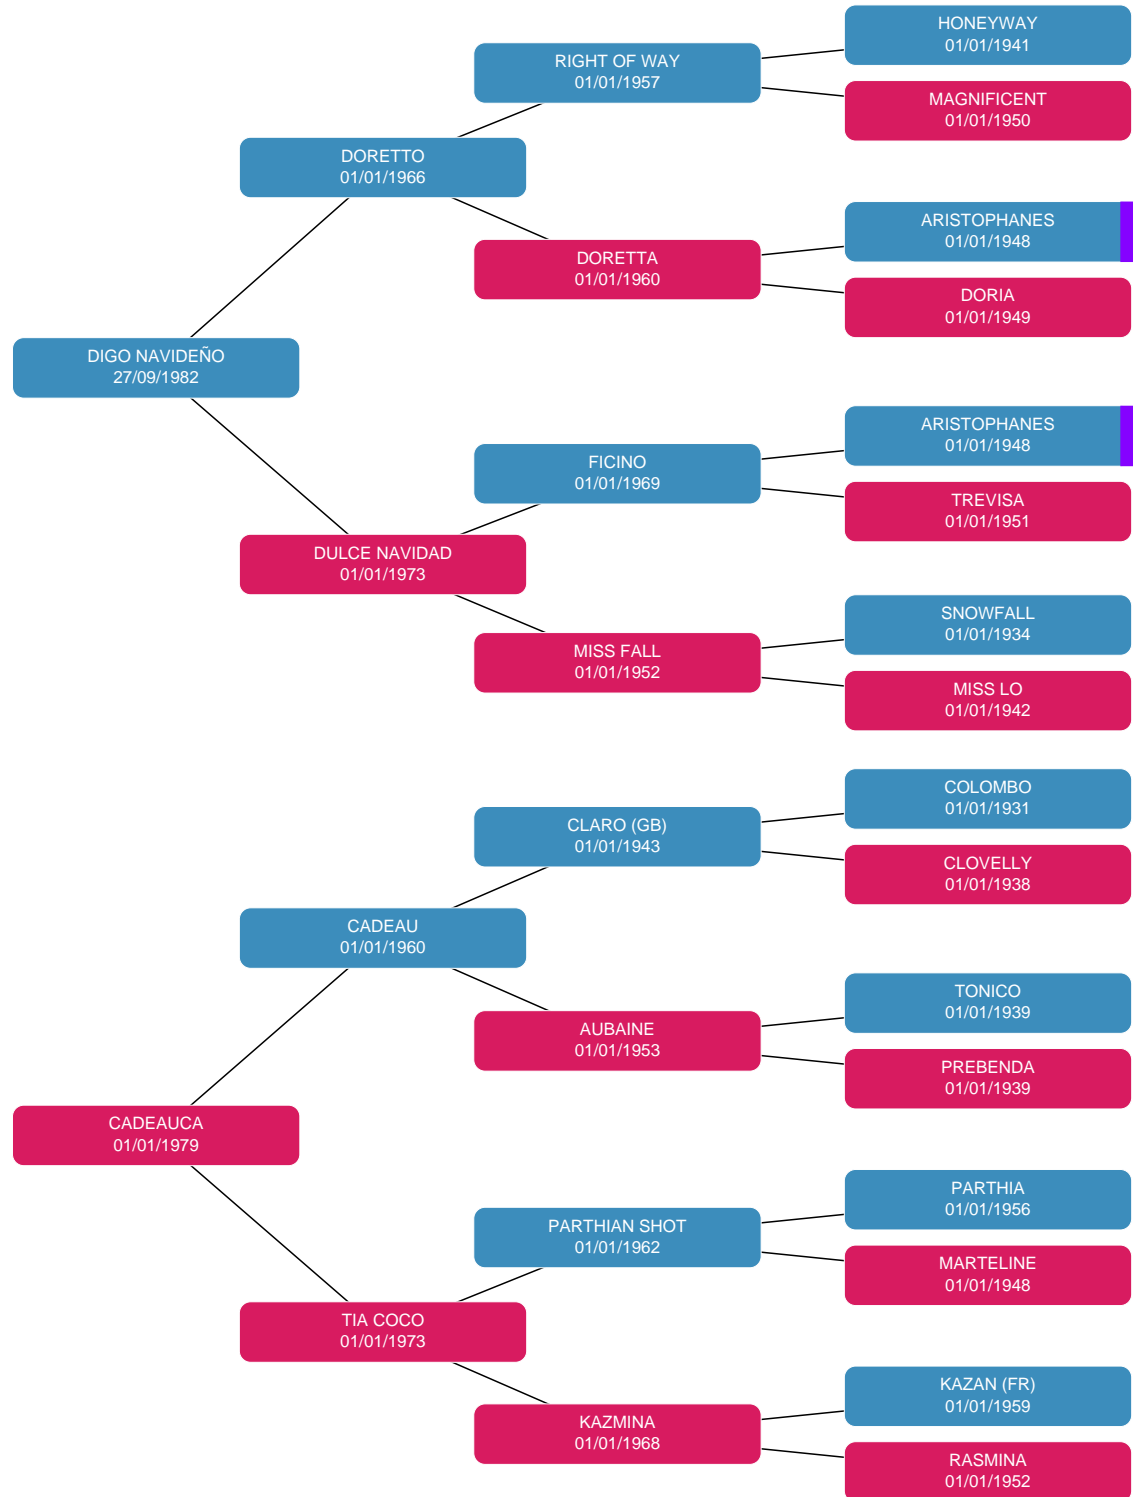 HONEYWAY
01/01/1941
RIGHT OF WAY
01/01/1957
MAGNIFICENT
01/01/1950
DORETTO
01/01/1966
ARISTOPHANES
01/01/1948
DORETTA
01/01/1960
DORIA
01/01/1949
DIGO NAVIDEÑO
27/09/1982
ARISTOPHANES
01/01/1948
FICINO
01/01/1969
TREVISA
01/01/1951
DULCE NAVIDAD
01/01/1973
SNOWFALL
01/01/1934
MISS FALL
01/01/1952
MISS LO
01/01/1942
COLOMBO
01/01/1931
CLARO (GB)
01/01/1943
CLOVELLY
01/01/1938
CADEAU
01/01/1960
TONICO
01/01/1939
AUBAINE
01/01/1953
PREBENDA
01/01/1939
CADEAUCA
01/01/1979
PARTHIA
01/01/1956
PARTHIAN SHOT
01/01/1962
MARTELINE
01/01/1948
TIA COCO
01/01/1973
KAZAN (FR)
01/01/1959
KAZMINA
01/01/1968
RASMINA
01/01/1952